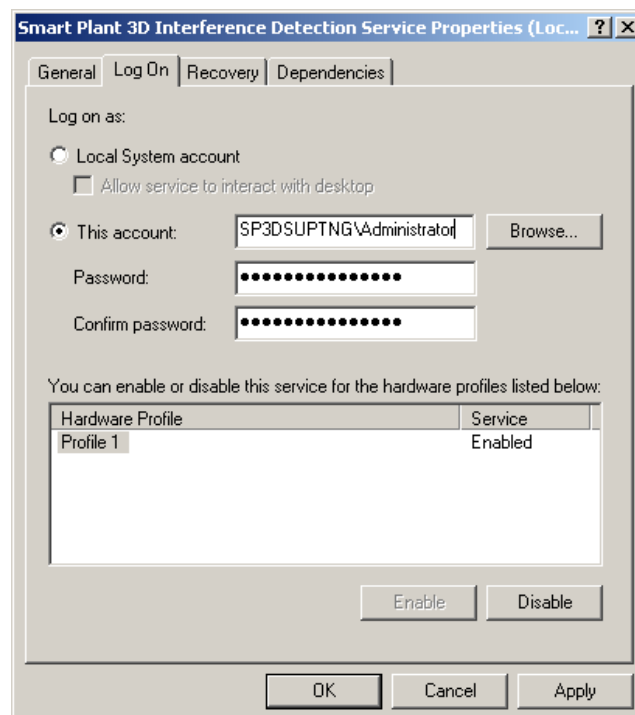 Smart Plant 3D Interference Detection Service Properties (Loc...
General Log On Recovery Dependencies
Log on as:
Local System account
Allow service to interact with desktop
This account: SP3DSUPTNG\Administrator Browse...
Password: ●●●●●●●●●●●●●●●
Confirm password: ●●●●●●●●●●●●●●●
You can enable or disable this service for the hardware profiles listed below:
Hardware Profile Service
Profile 1 Enabled
Enable Disable
OK Cancel Apply